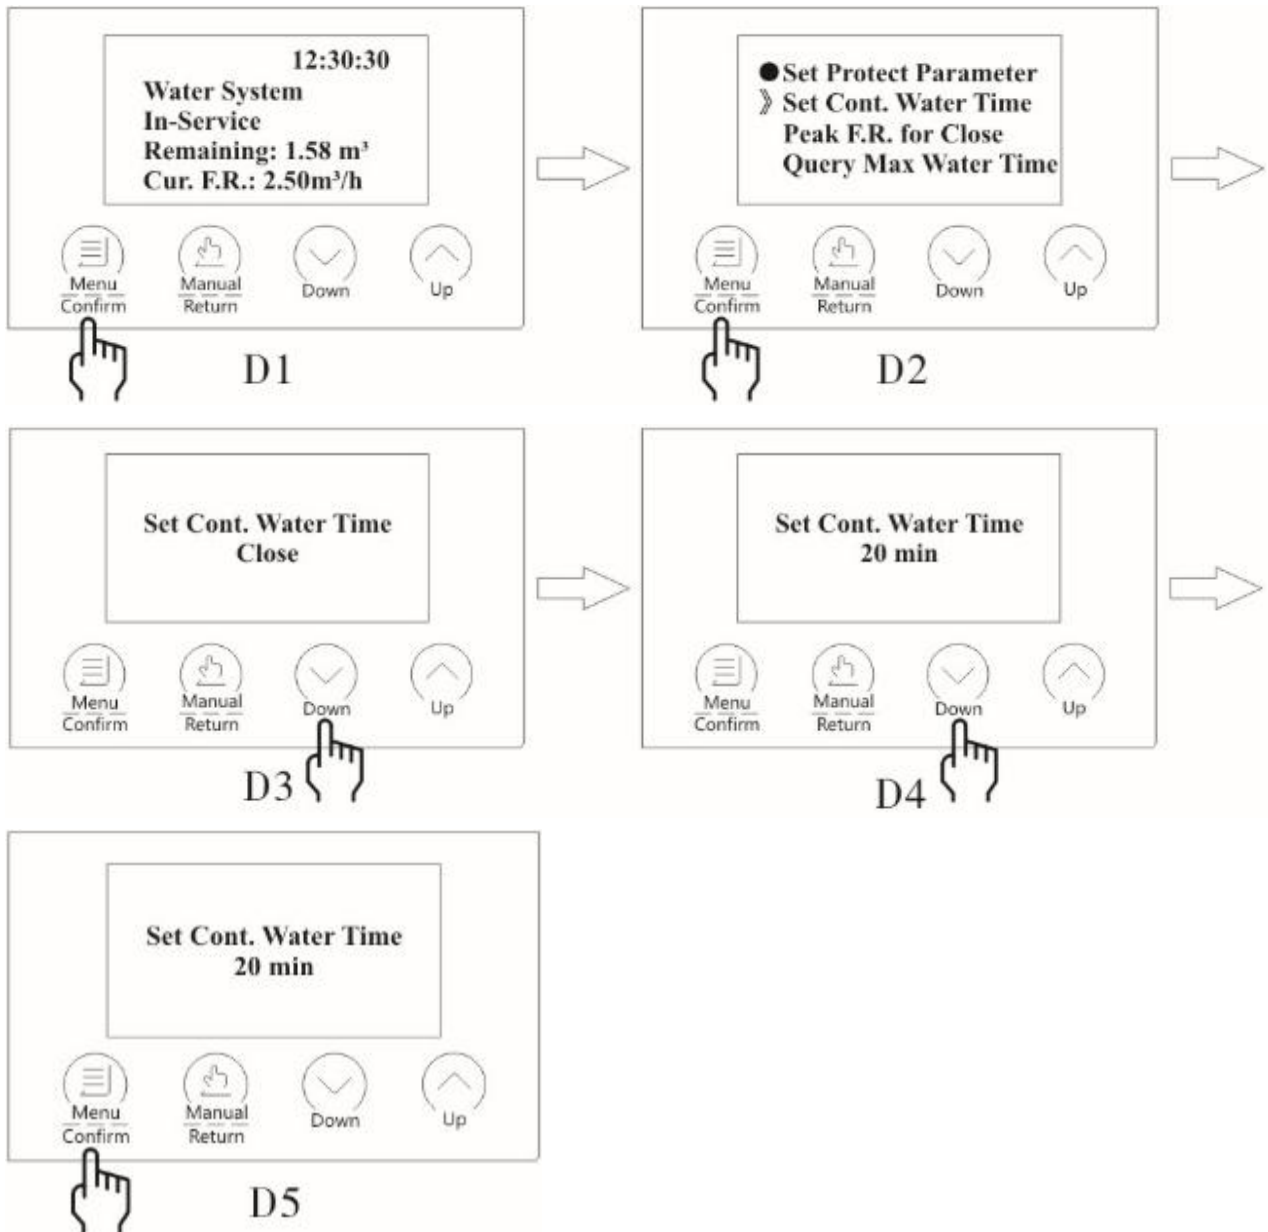 12:30:30
Water System
In-Service
Remaining: 1.58 m³
Cur. F.R.: 2.50m³/h
Menu
Confirm
Manual
Return
Down
Up
D1
●Set Protect Parameter
》Set Cont. Water Time
Peak F.R. for Close
Query Max Water Time
Menu
Confirm
Manual
Return
Down
Up
D2
Set Cont. Water Time
Close
Menu
Confirm
Manual
Return
Down
Up
D3
Set Cont. Water Time
20 min
Menu
Confirm
Manual
Return
Down
Up
D4
Set Cont. Water Time
20 min
Menu
Confirm
Manual
Return
Down
Up
D5